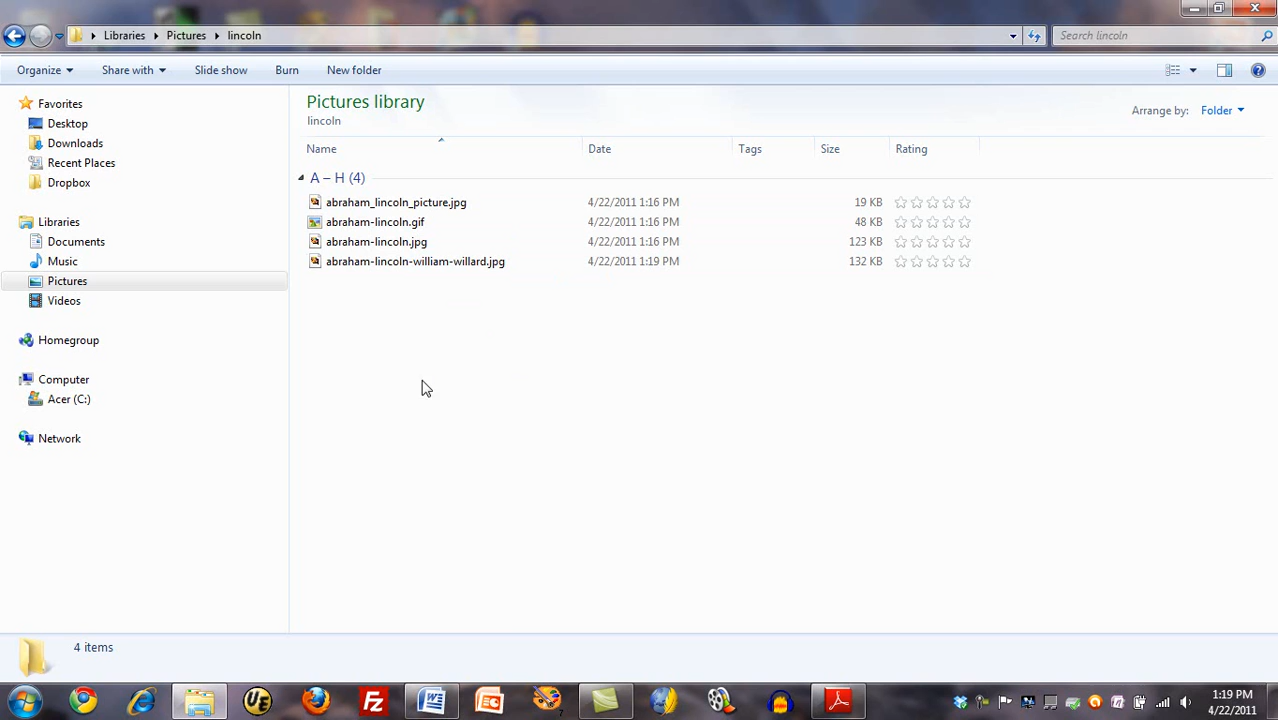 Libraries Pictures lincoln Search lincoln
Organize Share with Slide show Burn New folder
Favorites
Desktop
Downloads
Recent Places
Dropbox
Libraries
Documents
Music
Pictures
Videos
Homegroup
Computer
Acer (C:)
Network
Pictures library
lincoln
Arrange by: Folder
Name Date Tags Size Rating
A – H (4)
abraham_lincoln_picture.jpg 4/22/2011 1:16 PM 19 KB
abraham-lincoln.gif 4/22/2011 1:16 PM 48 KB
abraham-lincoln.jpg 4/22/2011 1:16 PM 123 KB
abraham-lincoln-william-willard.jpg 4/22/2011 1:19 PM 132 KB
4 items
1:19 PM
4/22/2011